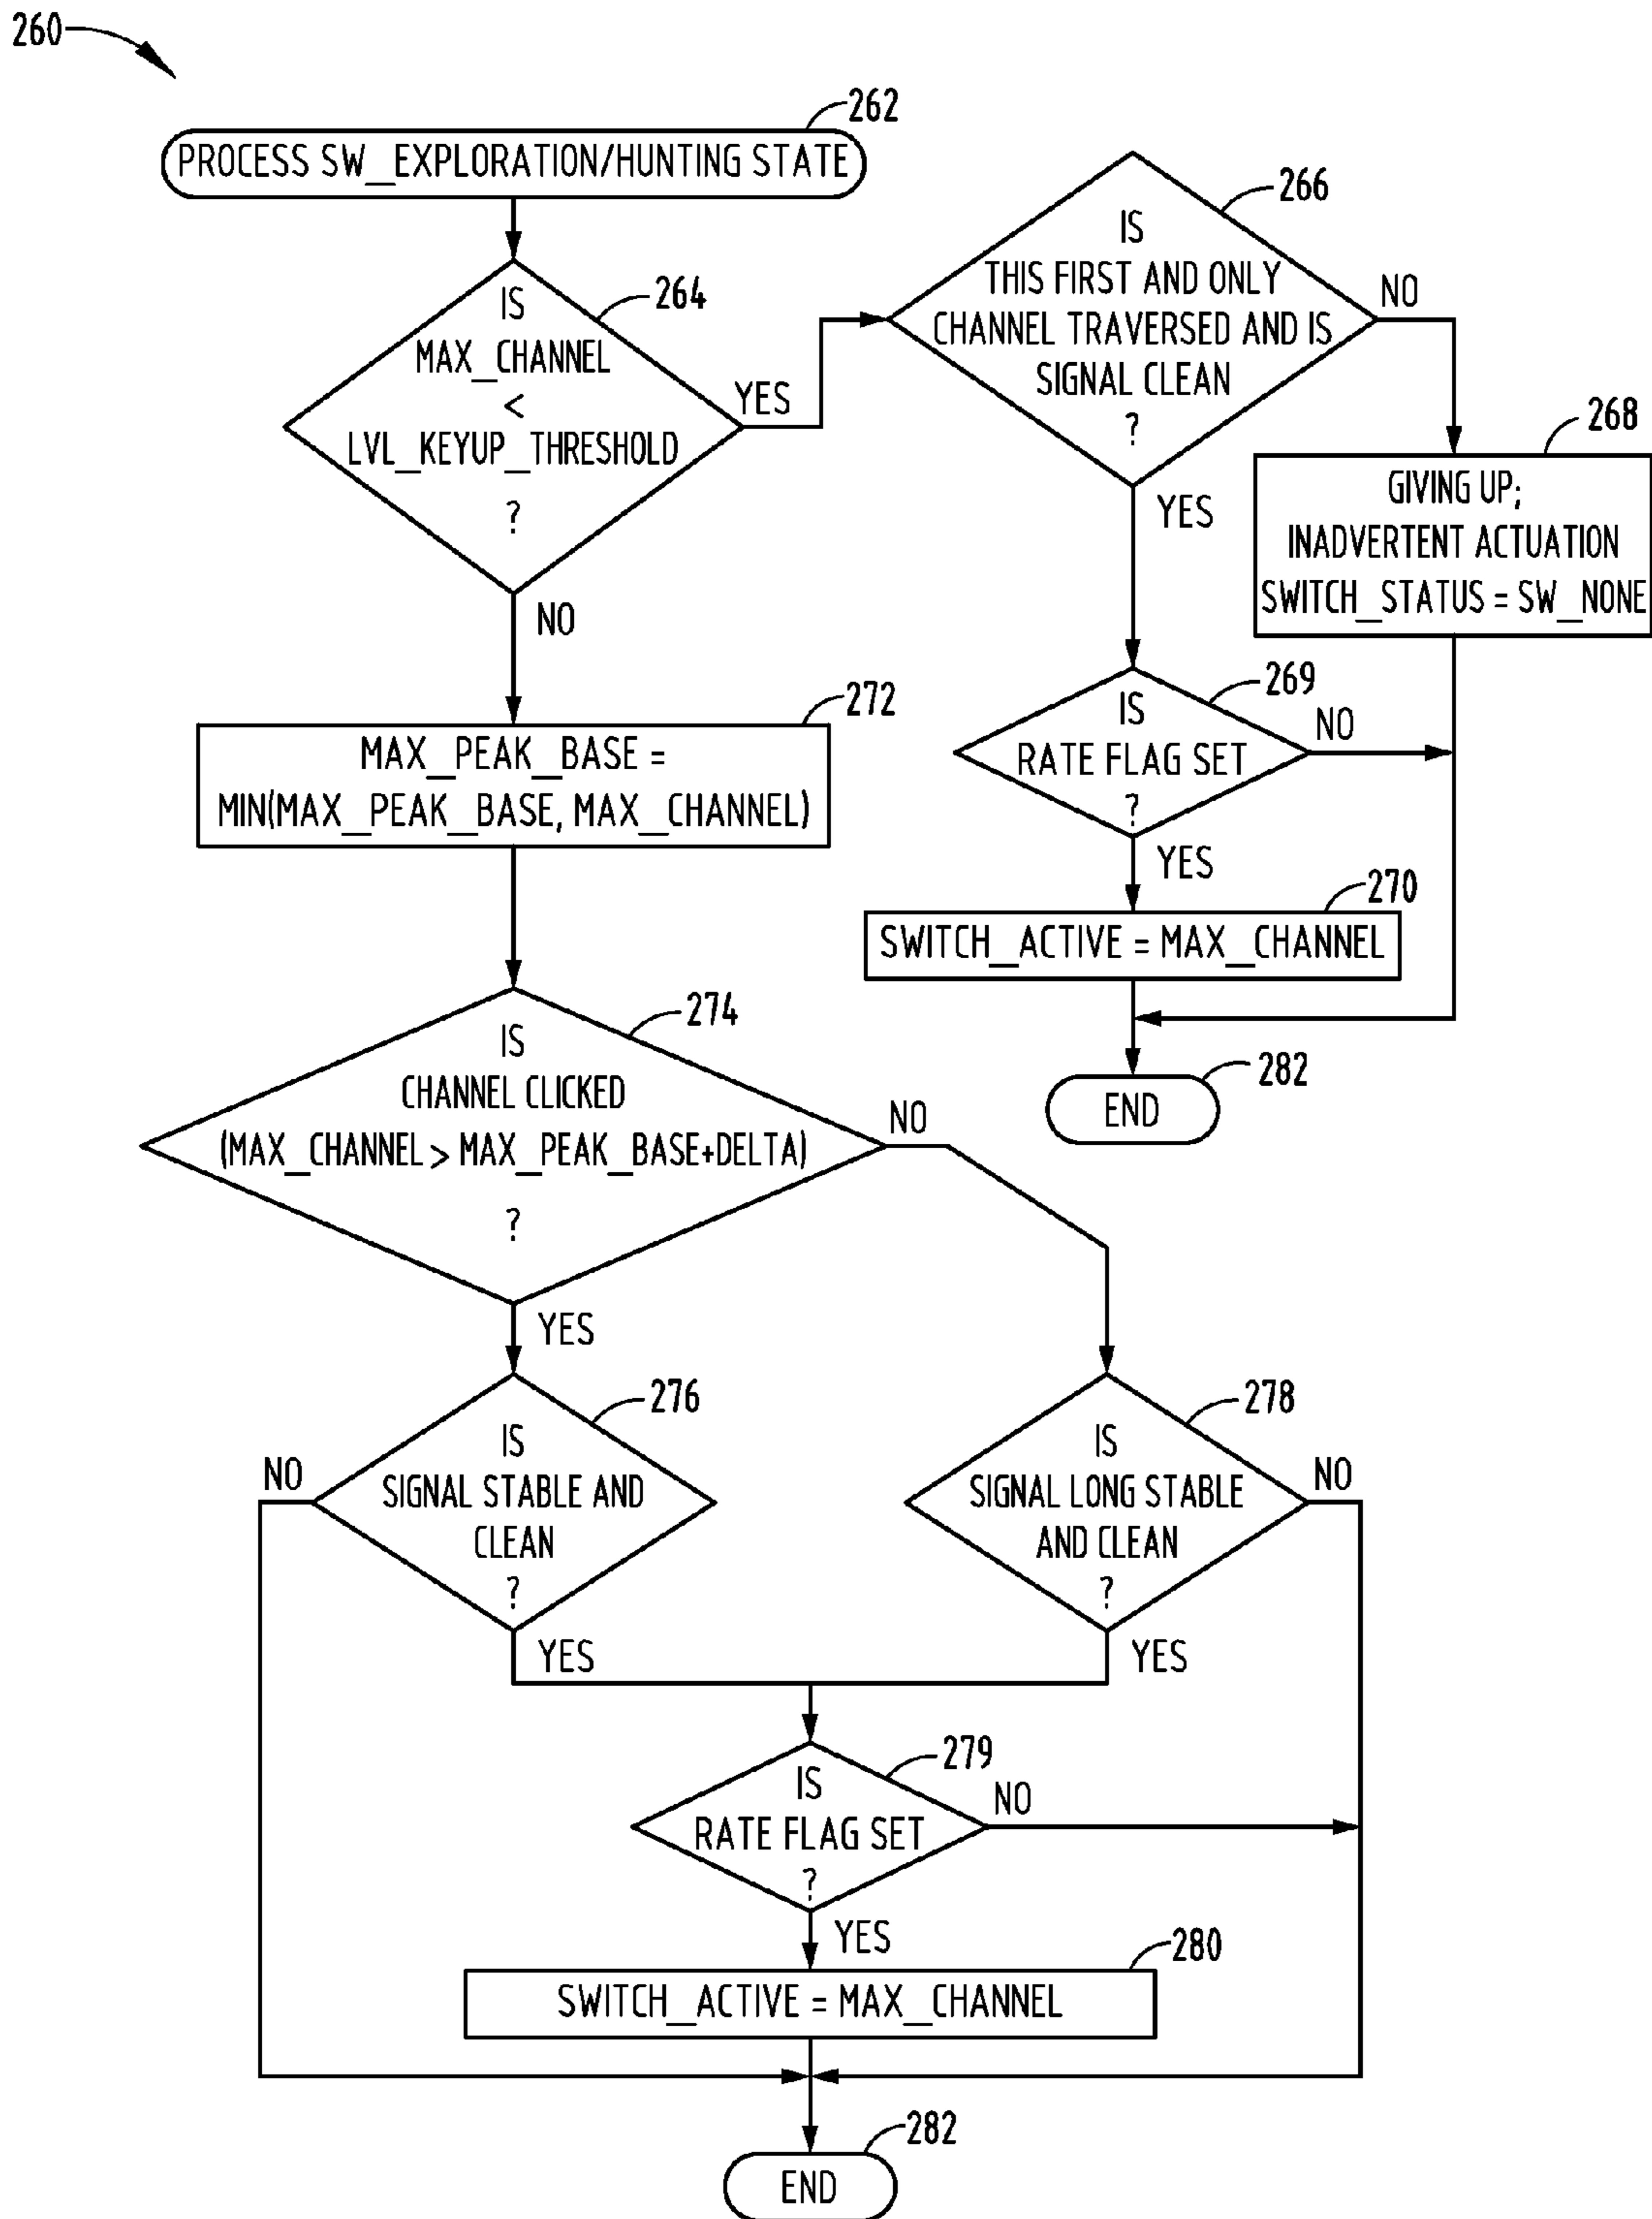 260
262
PROCESS SW_EXPLORATION/HUNTING STATE
264
IS
MAX_CHANNEL
<
LVL_KEYUP_THRESHOLD
?
YES
NO
266
IS
THIS FIRST AND ONLY
CHANNEL TRAVERSED AND IS
SIGNAL CLEAN
?
NO
YES
268
GIVING UP;
INADVERTENT ACTUATION
SWITCH_STATUS = SW_NONE
269
IS
RATE FLAG SET
?
NO
YES
270
SWITCH_ACTIVE = MAX_CHANNEL
282
END
272
MAX_PEAK_BASE =
MIN(MAX_PEAK_BASE, MAX_CHANNEL)
274
IS
CHANNEL CLICKED
(MAX_CHANNEL > MAX_PEAK_BASE+DELTA)
?
NO
YES
276
IS
SIGNAL STABLE AND
CLEAN
?
NO
YES
278
IS
SIGNAL LONG STABLE
AND CLEAN
?
NO
YES
279
IS
RATE FLAG SET
?
NO
YES
280
SWITCH_ACTIVE = MAX_CHANNEL
282
END